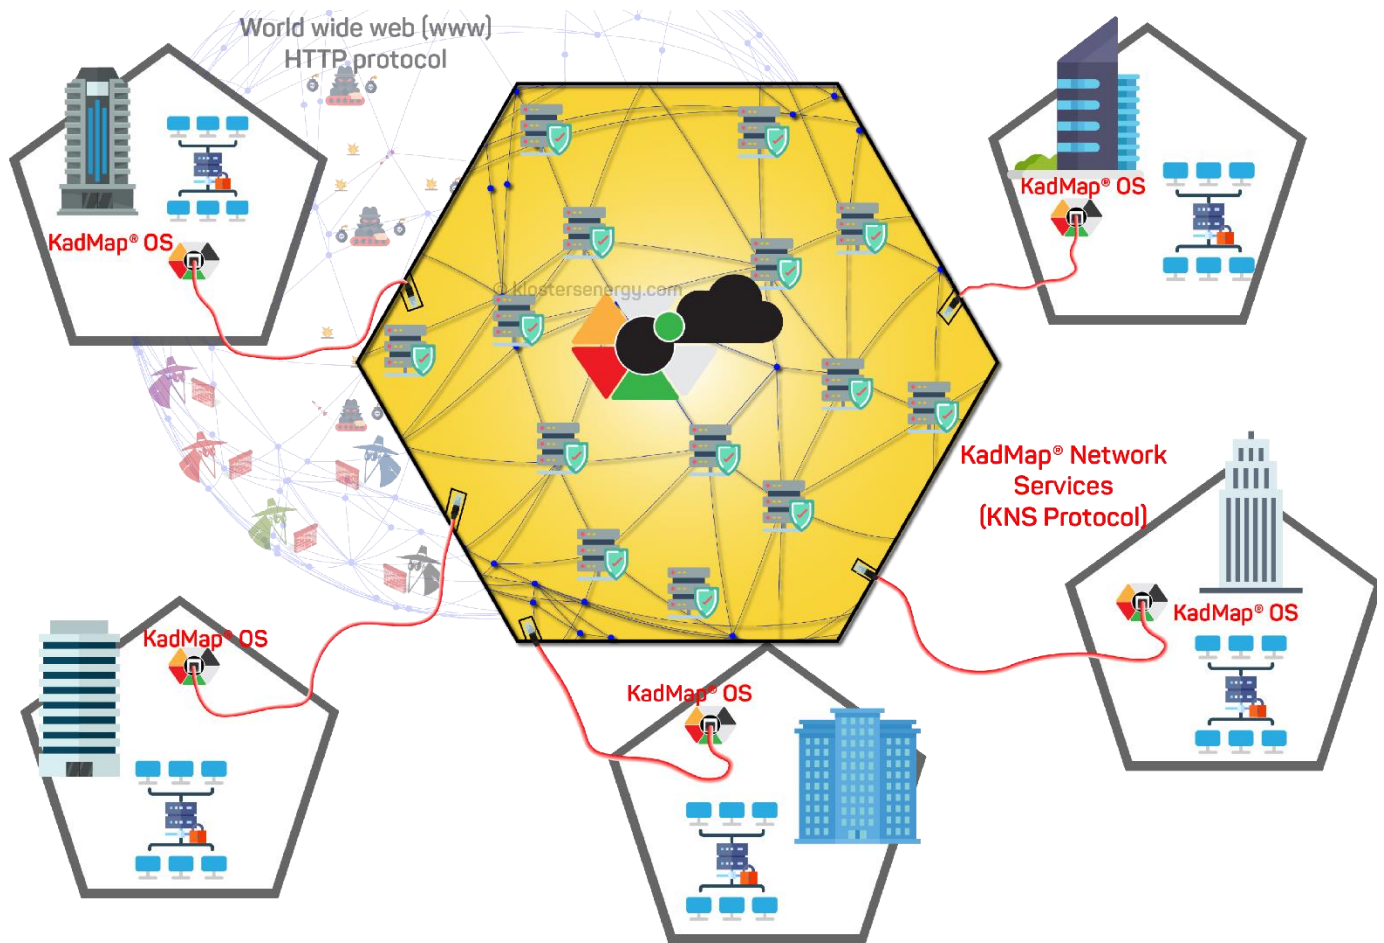 World wide web (www)
HTTP protocol
KadMap® OS
KadMap® OS
© klostersenergy.com
KadMap® Network
Services
(KNS Protocol)
KadMap® OS
KadMap® OS
KadMap® OS